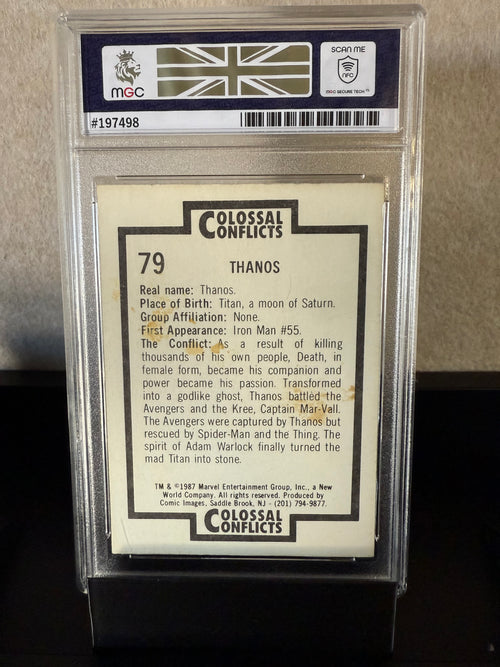 SCAN ME
MGC
NFC
MGC SECURE TECH ™
#197498
COLOSSAL
CONFLICTS
79
THANOS
Real name: Thanos.
Place of Birth: Titan, a moon of Saturn.
Group Affiliation: None.
First Appearance: Iron Man #55.
The Conflict: As a result of killing
thousands of his own people, Death, in
female form, became his companion and
power became his passion. Transformed
into a godlike ghost, Thanos battled the
Avengers and the Kree, Captain Mar-Vall.
The Avengers were captured by Thanos but
rescued by Spider-Man and the Thing. The
spirit of Adam Warlock finally turned the
mad Titan into stone.
TM & ©1987 Marvel Entertainment Group, Inc., a New
World Company. All rights reserved. Produced by
Comic Images, Saddle Brook, NJ - (201) 794-9877.
COLOSSAL
CONFLICTS